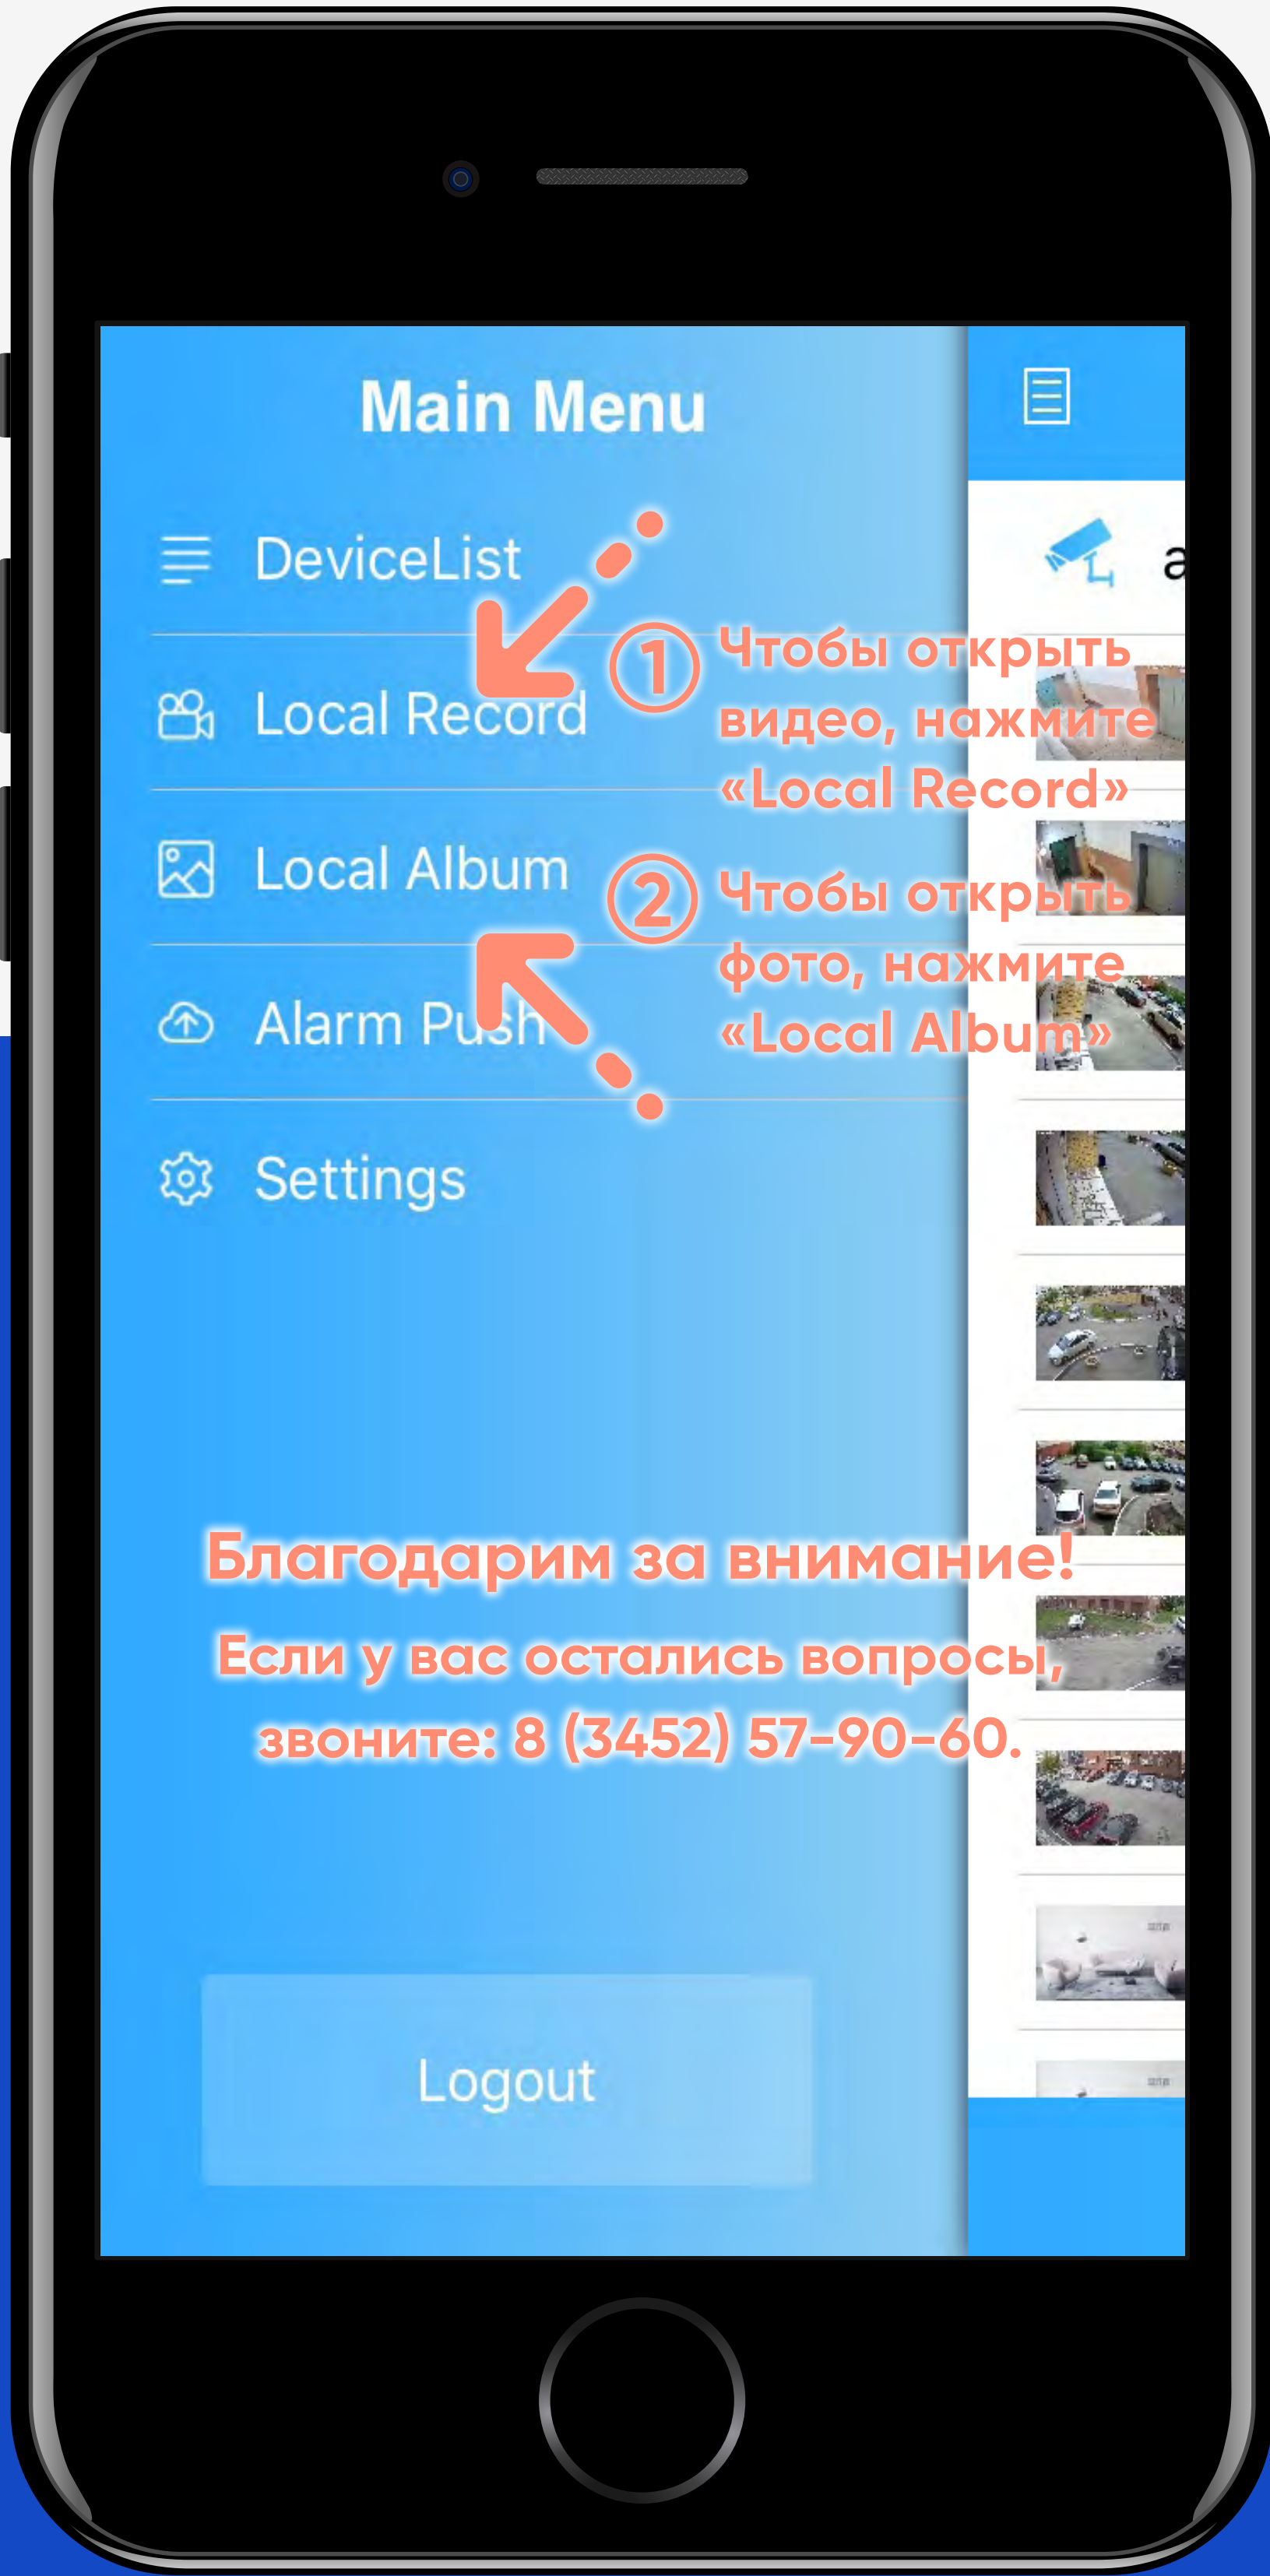 Main Menu
DeviceList
a
① Чтобы открыть
видео, нажмите
«Local Record»
Local Record
Local Album
② Чтобы открыть
фото, нажмите
«Local Album»
Alarm Push
Settings
Благодарим за внимание!
Если у вас остались вопросы,
звоните: 8 (3452) 57-90-60.
Logout